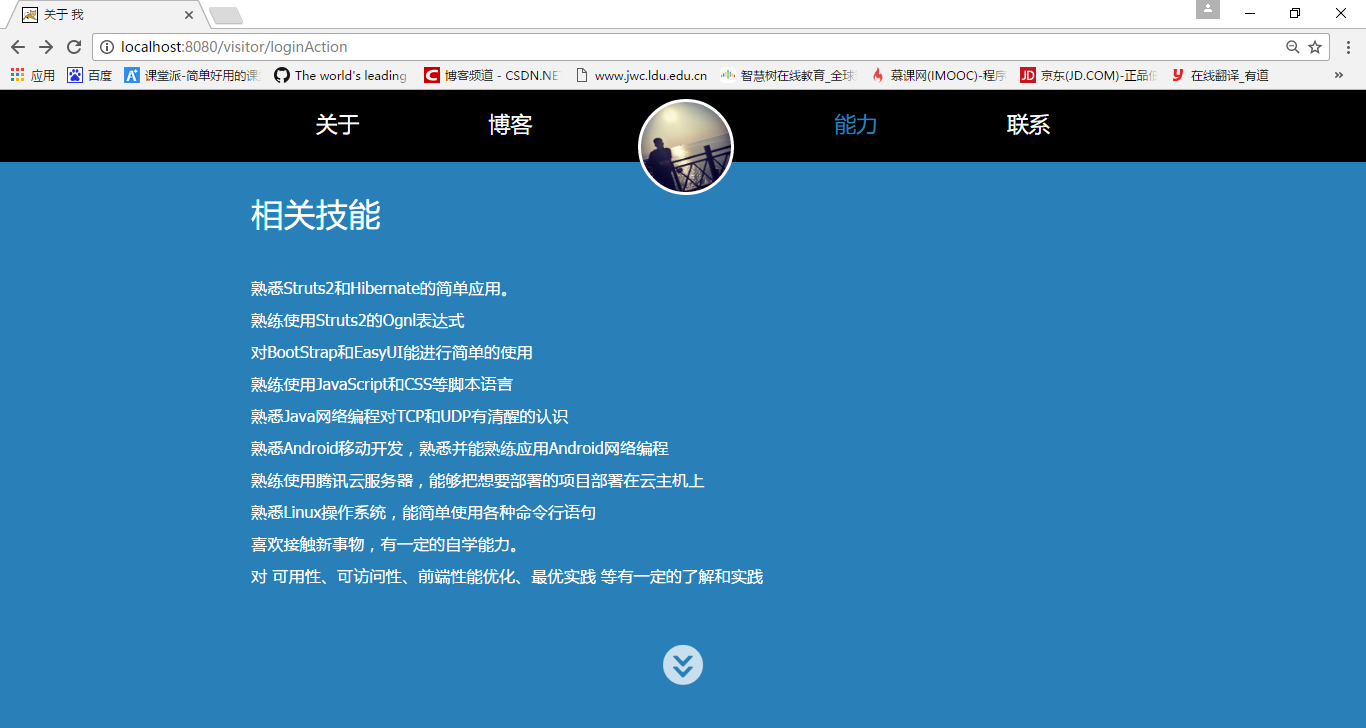 关于 我
localhost:8080/visitor/loginAction
应用
百度
课堂派-简单好用的课
The world's leading
博客频道 - CSDN.NE
www.jwc.ldu.edu.cn
智慧树在线教育_全球
慕课网(IMOOC)-程序
JD 京东(JD.COM)-正品低
在线翻译_有道
关于
博客
能力
联系
相关技能
熟悉Struts2和Hibernate的简单应用。
熟练使用Struts2的Ognl表达式
对BootStrap和EasyUI能进行简单的使用
熟练使用JavaScript和CSS等脚本语言
熟悉Java网络编程对TCP和UDP有清醒的认识
熟悉Android移动开发，熟悉并能熟练应用Android网络编程
熟练使用腾讯云服务器，能够把想要部署的项目部署在云主机上
熟悉Linux操作系统，能简单使用各种命令行语句
喜欢接触新事物，有一定的自学能力。
对 可用性、可访问性、前端性能优化、最优实践 等有一定的了解和实践